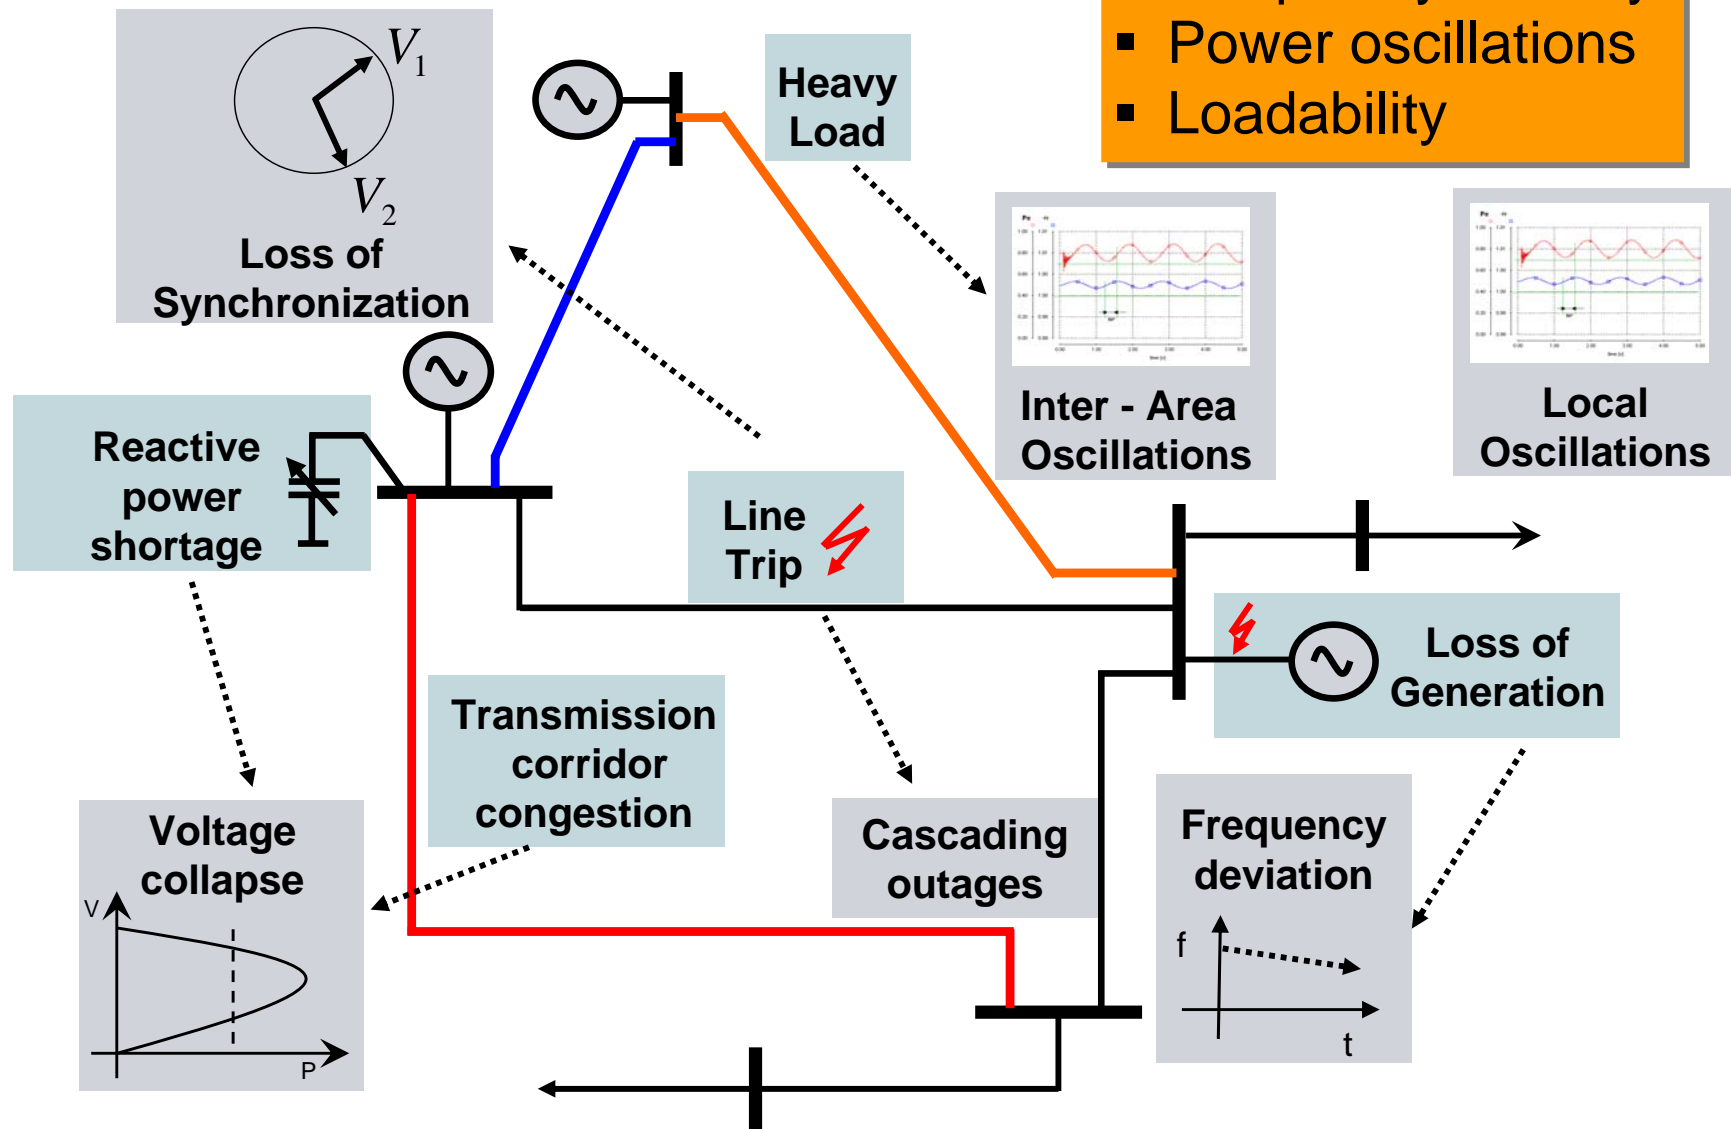 Power oscillations
Loadability
V1
V2
Loss of
Synchronization
Heavy
Load
Inter - Area
Oscillations
Local
Oscillations
Reactive
power
shortage
Line
Trip
Loss of
Generation
Transmission
corridor
congestion
Voltage
collapse
V
P
Cascading
outages
Frequency
deviation
f
t